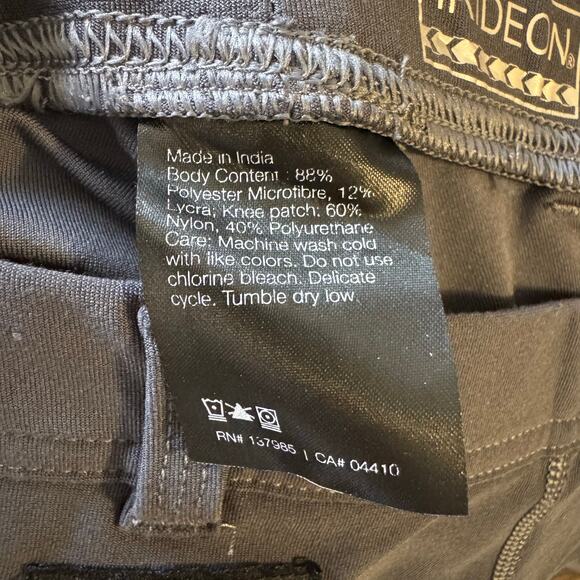 IRIDEON®
Made in India
Body Content : 88%
Polyester Microfibre, 12%
Lycra; Knee patch: 60%
Nylon, 40% Polyurethane
Care: Machine wash cold
with like colors. Do not use
chlorine bleach. Delicate
cycle. Tumble dry low
RN# 137985 | CA# 04410